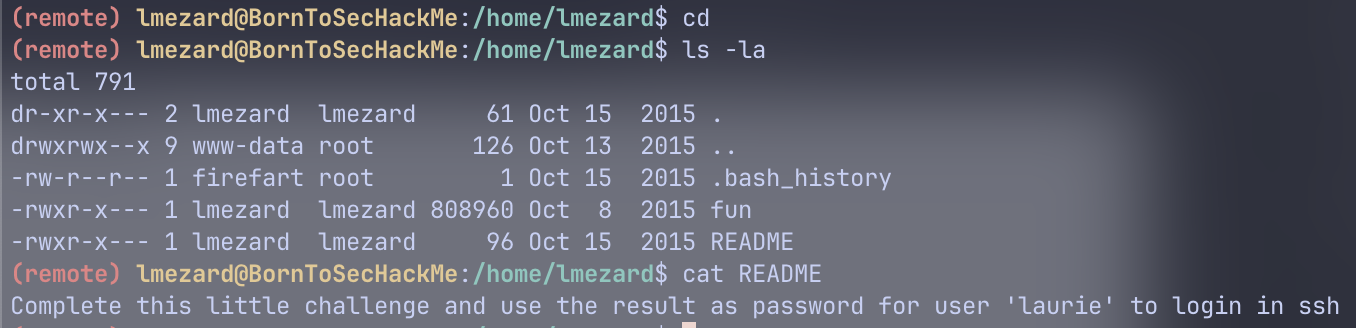 (remote) lmezard@BornToSecHackMe:/home/lmezard$ cd
(remote) lmezard@BornToSecHackMe:/home/lmezard$ ls -la
total 791
dr-xr-x--- 2 lmezard  lmezard     61 Oct 15  2015 .
drwxrwx--x 9 www-data root       126 Oct 13  2015 ..
-rw-r--r-- 1 firefart root         1 Oct 15  2015 .bash_history
-rwxr-x--- 1 lmezard  lmezard 808960 Oct  8  2015 fun
-rwxr-x--- 1 lmezard  lmezard     96 Oct 15  2015 README
(remote) lmezard@BornToSecHackMe:/home/lmezard$ cat README
Complete this little challenge and use the result as password for user 'laurie' to login in ssh